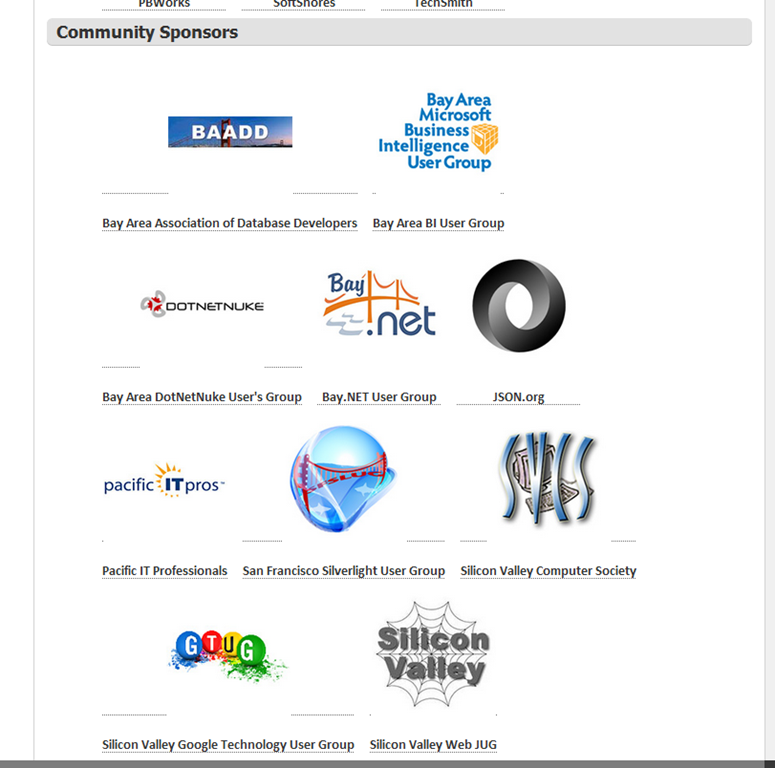 PBWorks SoftShores TechSmith
Community Sponsors
BAADD
Bay Area
Microsoft
Business
Intelligence
User Group
Bay Area Association of Database Developers Bay Area BI User Group
DOTNETNUKE
Bay
.net
Bay Area DotNetNuke User's Group Bay.NET User Group JSON.org
pacific ITpros™
SVCS
Pacific IT Professionals San Francisco Silverlight User Group Silicon Valley Computer Society
GTUG
Silicon
Valley
Silicon Valley Google Technology User Group Silicon Valley Web JUG